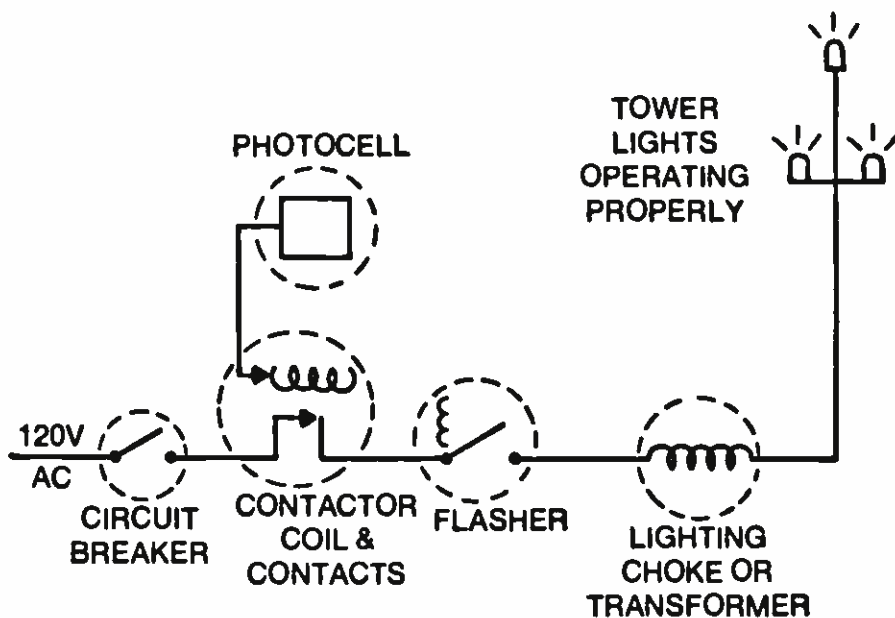 TOWER
LIGHTS
OPERATING
PROPERLY
PHOTOCELL
120V
AC
CIRCUIT
BREAKER
CONTACTOR
COIL &
CONTACTS
FLASHER
LIGHTING
CHOKE OR
TRANSFORMER